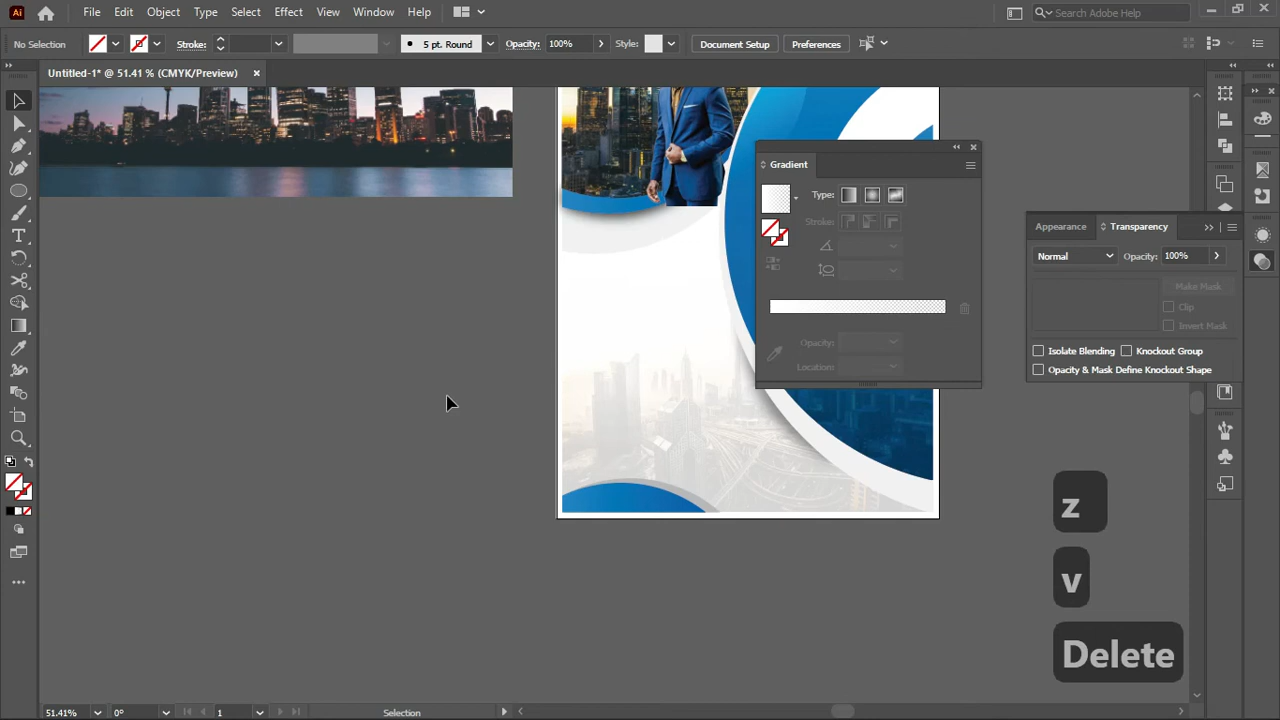 Ai File Edit Object Type Select Effect View Window Help Search Adobe Help
No Selection Stroke: 5 pt. Round Opacity: 100% Style: Document Setup Preferences
Untitled-1* @ 51.41 % (CMYK/Preview)
Gradient
Type:
Stroke:
Opacity:
Location:
Appearance Transparency
Normal Opacity: 100%
Make Mask
Clip
Invert Mask
Isolate Blending Knockout Group
Opacity & Mask Define Knockout Shape
z
v
Delete
51.41% 0° 1 Selection